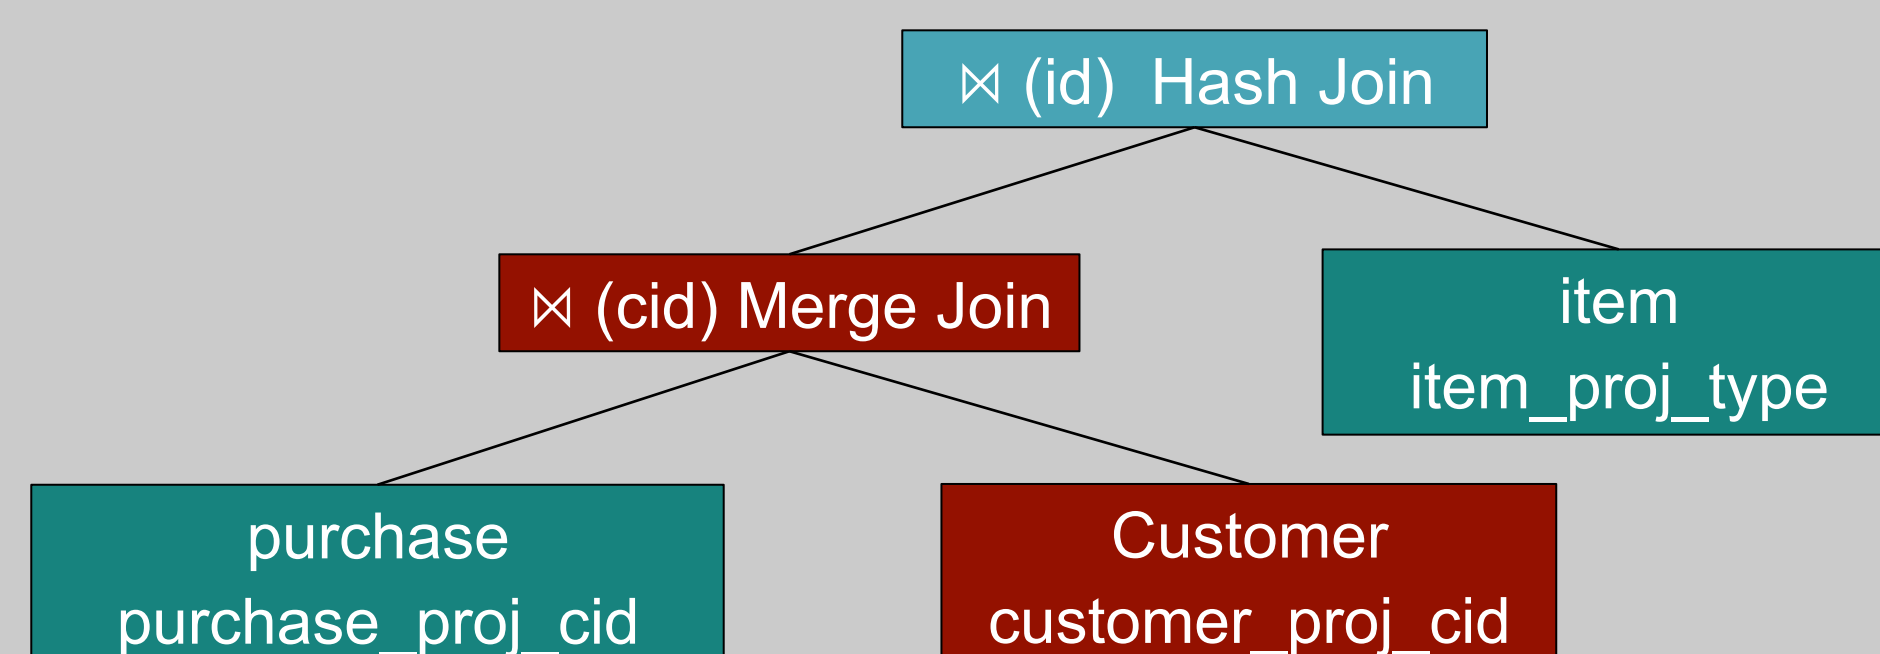 ⋈ (id) Hash Join
⋈ (cid) Merge Join
item
item_proj_type
purchase
purchase_proj_cid
Customer
customer_proj_cid